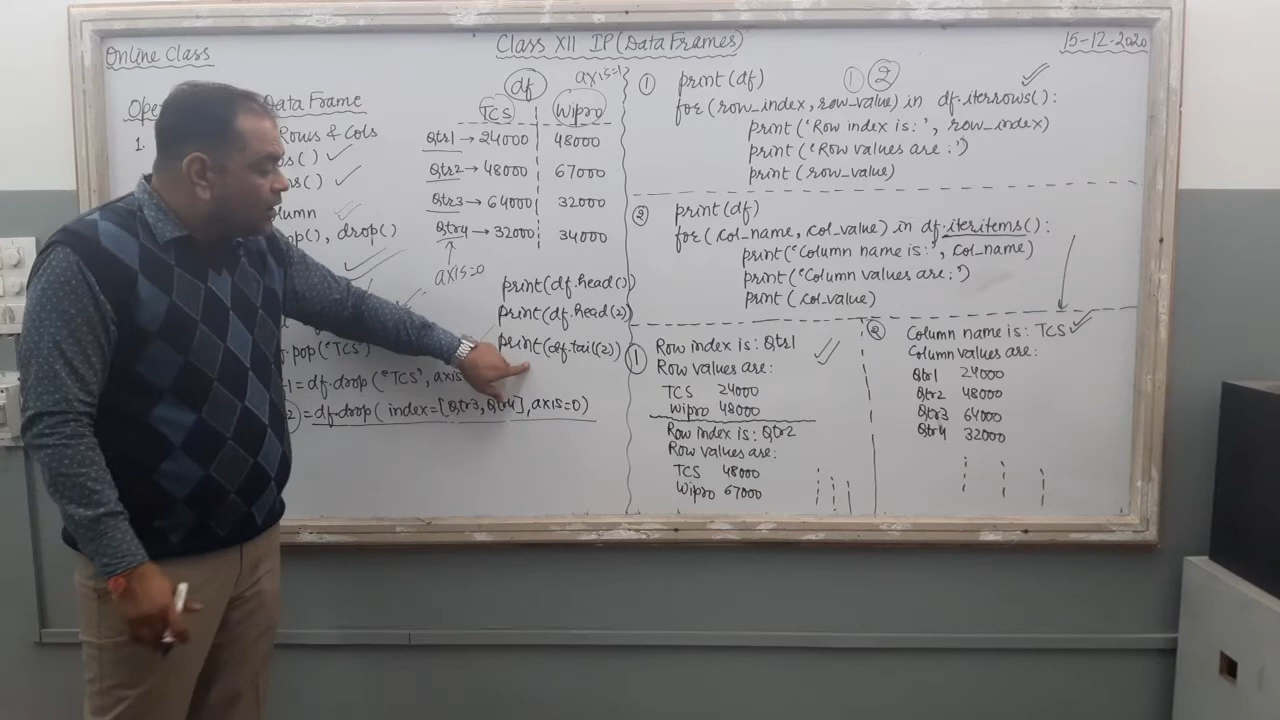 Online Class
Class XII IP (Data Frames)
15-12-2020
Data Frame
Rows & Cols
1.
column
drop()
pop("TCS")
=df.drop("TCS", axis
2) = df.drop( index=[Qtr3, Qtr4], axis=0)
df
axis=1
TCS Wipro
Qtr1 → 24000 48000
Qtr2 → 48000 67000
Qtr3 → 64000 32000
Qtr4 → 32000 34000
axis=0
print(df.head())
print(df.head(2))
print(df.tail(2))
① print(df) ① ②
for (row_index, row_value) in df.iterrows():
print('Row index is:', row_index)
print('Row values are:')
print(row_value)
② print(df)
for (col_name, col_value) in df.iteritems():
print('Column name is:', col_name)
print('Column values are:')
print(col_value)
①
Row index is: Qtr1
Row values are:
TCS 24000
Wipro 48000
Row index is: Qtr2
Row values are:
TCS 48000
Wipro 67000
②
Column name is: TCS
Column values are:
Qtr1 24000
Qtr2 48000
Qtr3 64000
Qtr4 32000